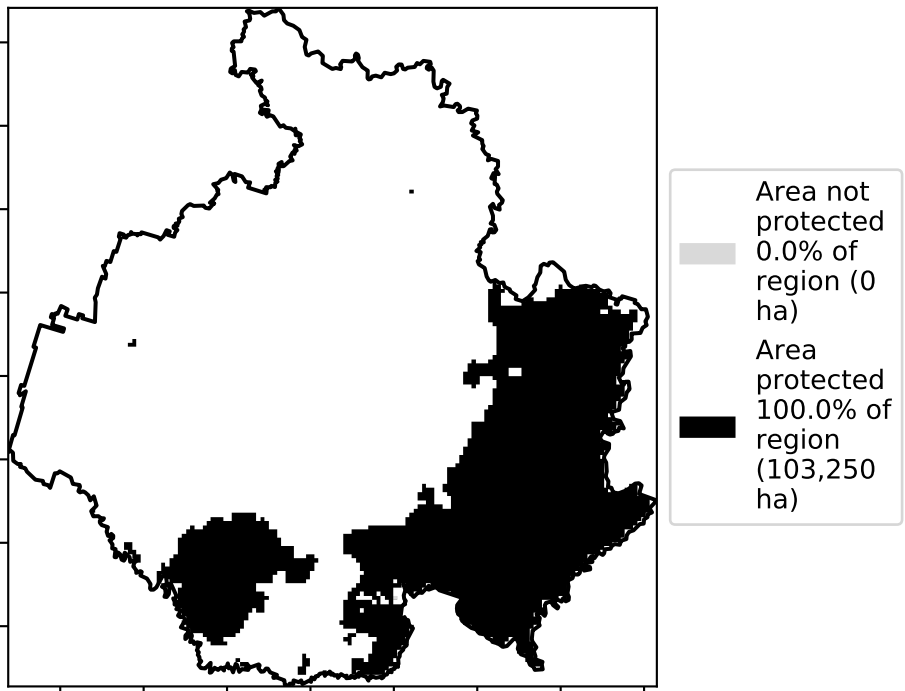 Area not
protected
0.0% of
region (0
ha)
Area
protected
100.0% of
region
(103,250
ha)